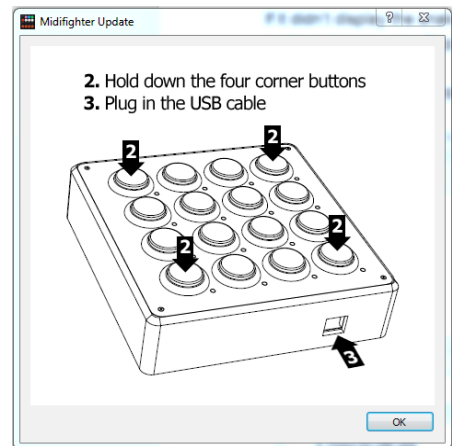 Midifighter Update
2. Hold down the four corner buttons
3. Plug in the USB cable
2
2
2
2
3
OK